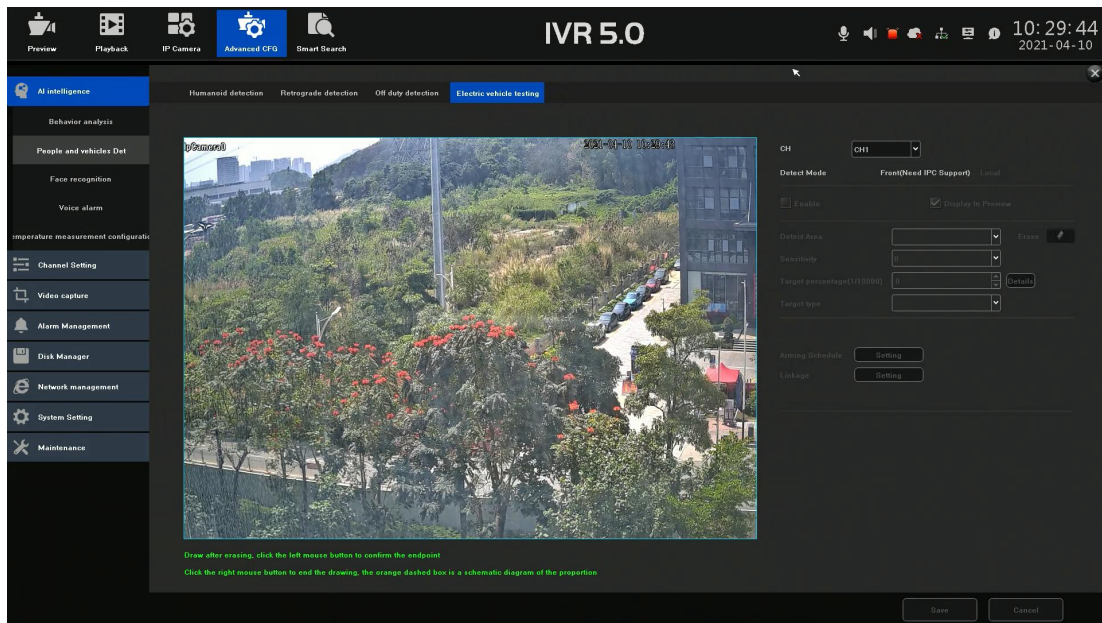 IVR 5.0
10:29:44
2021-04-10
Preview
Playback
IP Camera
Advanced CFG
Smart Search
AI intelligence
Behavior analysis
People and vehicles Det
Face recognition
Voice alarm
emperature measurement configuratio
Channel Setting
Video capture
Alarm Management
Disk Manager
Network management
System Setting
Maintenance
Humanoid detection
Retrograde detection
Off duty detection
Electric vehicle testing
IpCamera0
2021-04-10 10:29:43
CH
CH1
Detect Mode
Front(Need IPC Support)
Local
Enable
Display In Preview
Detect Area
Erase
Sensitivity
0
Target percentage(1/10000)
0
Details
Target type
Arming Schedule
Setting
Linkage
Setting
Draw after erasing, click the left mouse button to confirm the endpoint
Click the right mouse button to end the drawing, the orange dashed box is a schematic diagram of the proportion
Save
Cancel